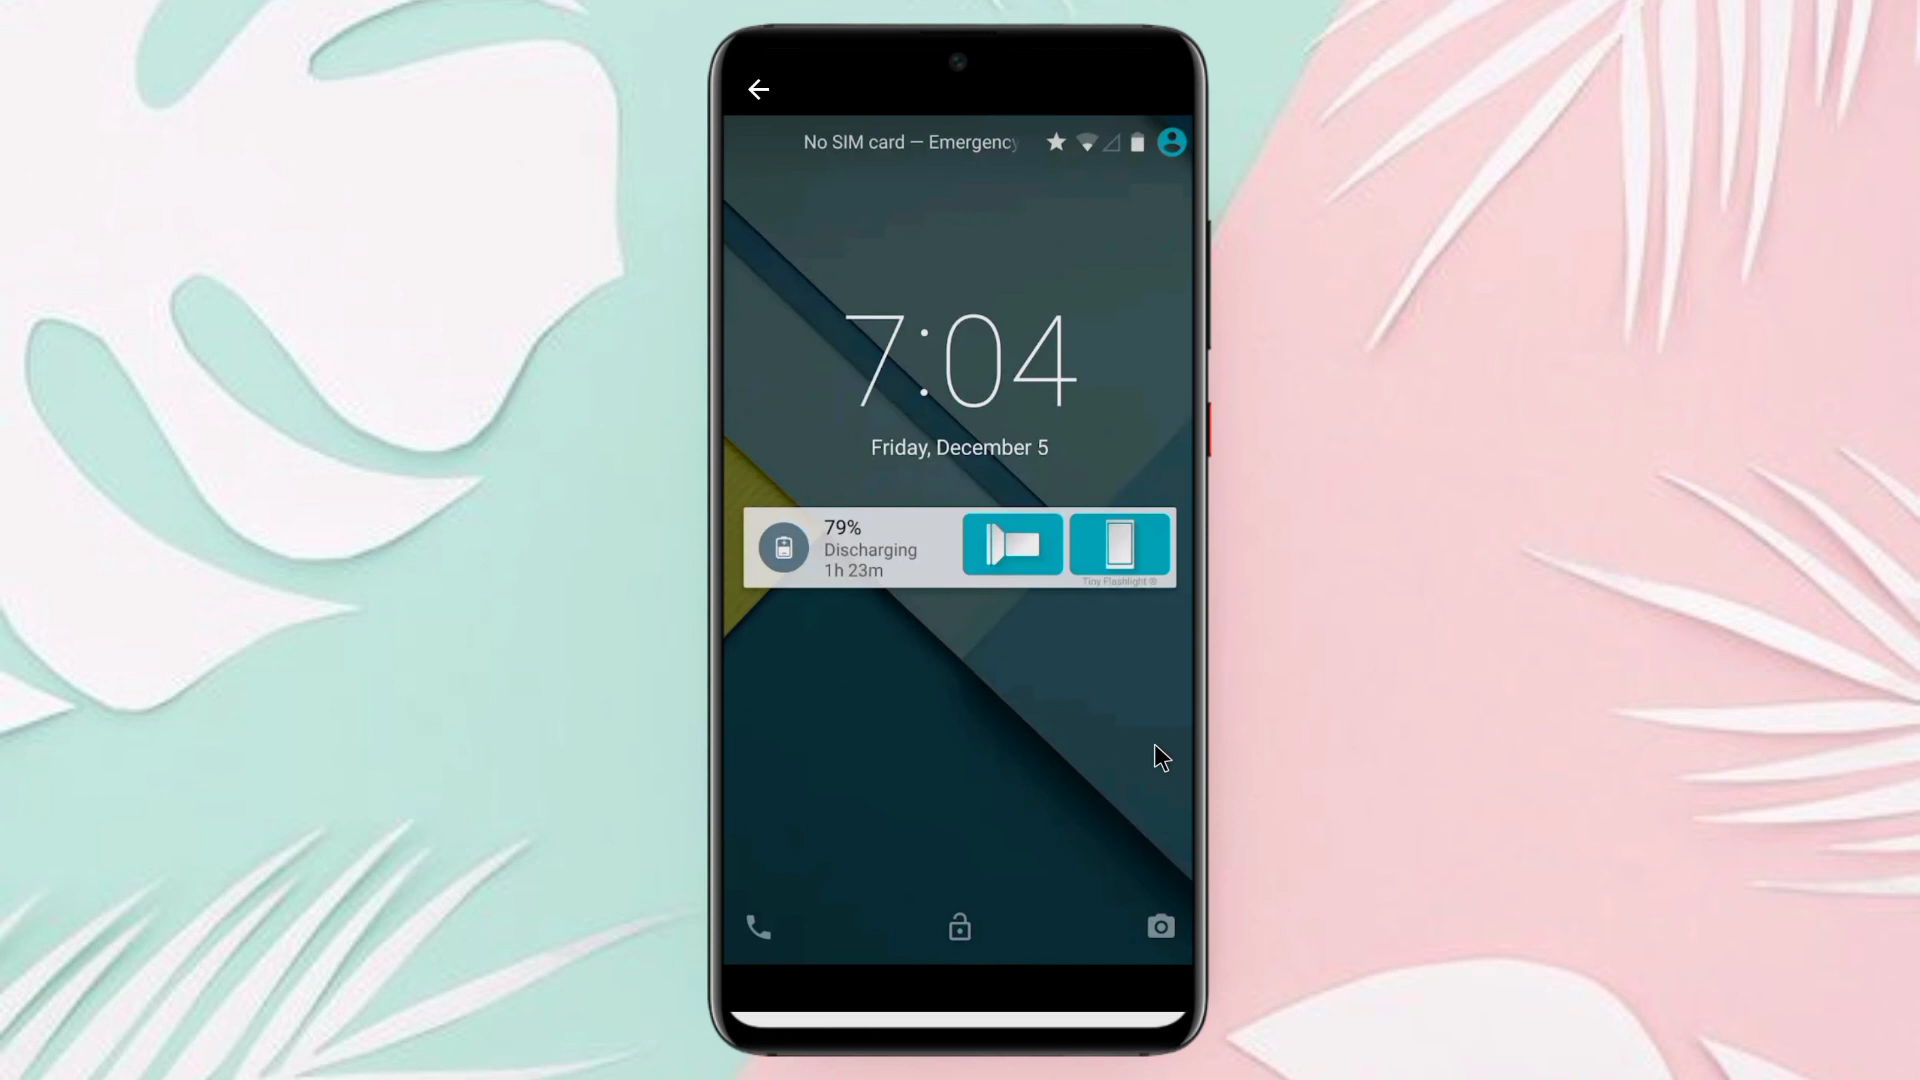 No SIM card — Emergency
7:04
Friday, December 5
79%
Discharging
1h 23m
Tiny Flashlight ®